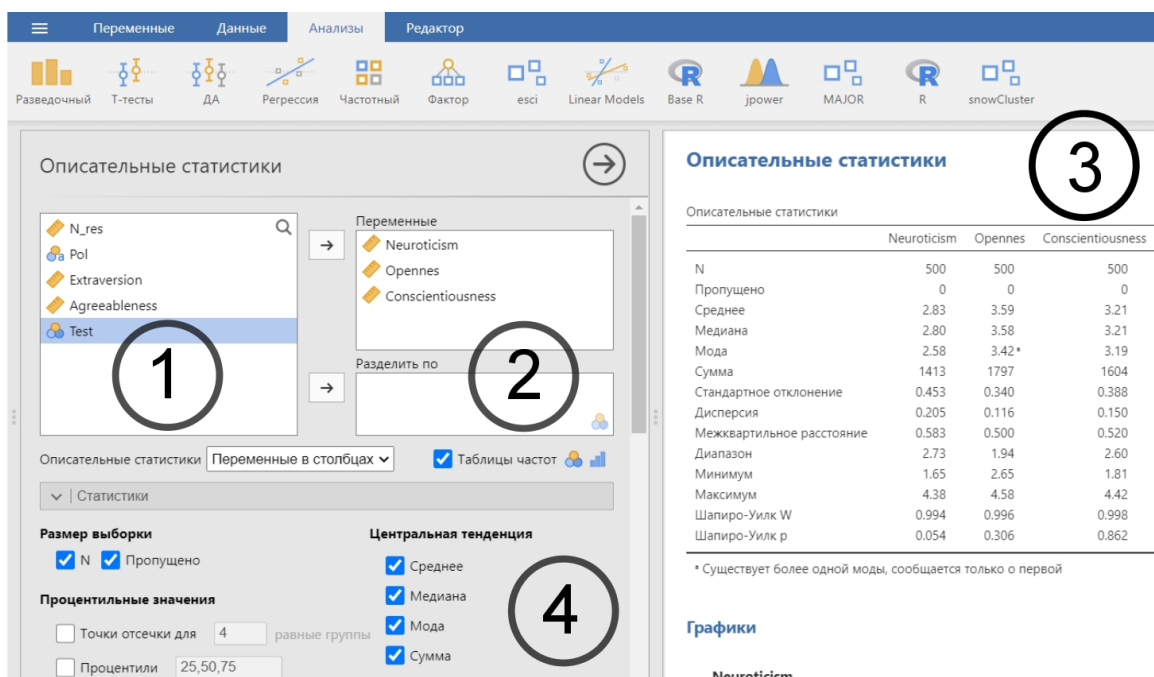 Переменные Данные Анализы Редактор
Разведочный Т-тесты ДА Регрессия Частотный Фактор esci Linear Models Base R jpower MAJOR R snowCluster
Описательные статистики
N_res
Pol
Extraversion
Agreeableness
Test
1
Переменные
Neuroticism
Opennes
Conscientiousness
Разделить по
2
Описательные статистики Переменные в столбцах Таблицы частот
Статистики
Размер выборки
N Пропущено
Процентильные значения
Точки отсечки для 4 равные группы
Процентили 25,50,75
Центральная тенденция
Среднее
Медиана
Мода
Сумма
4
Описательные статистики
3
Описательные статистики
Neuroticism Opennes Conscientiousness
N 500 500 500
Пропущено 0 0 0
Среднее 2.83 3.59 3.21
Медиана 2.80 3.58 3.21
Мода 2.58 3.42 ᵃ 3.19
Сумма 1413 1797 1604
Стандартное отклонение 0.453 0.340 0.388
Дисперсия 0.205 0.116 0.150
Межквартильное расстояние 0.583 0.500 0.520
Диапазон 2.73 1.94 2.60
Минимум 1.65 2.65 1.81
Максимум 4.38 4.58 4.42
Шапиро-Уилк W 0.994 0.996 0.998
Шапиро-Уилк p 0.054 0.306 0.862
ᵃ Существует более одной моды, сообщается только о первой
Графики
Neuroticism